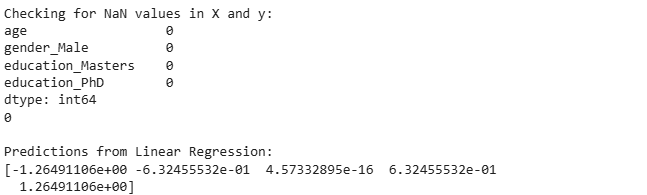 Checking for NaN values in X and y:
age                  0
gender_Male          0
education_Masters    0
education_PhD        0
dtype: int64
0

Predictions from Linear Regression:
[-1.26491106e+00 -6.32455532e-01  4.57332895e-16  6.32455532e-01
  1.26491106e+00]